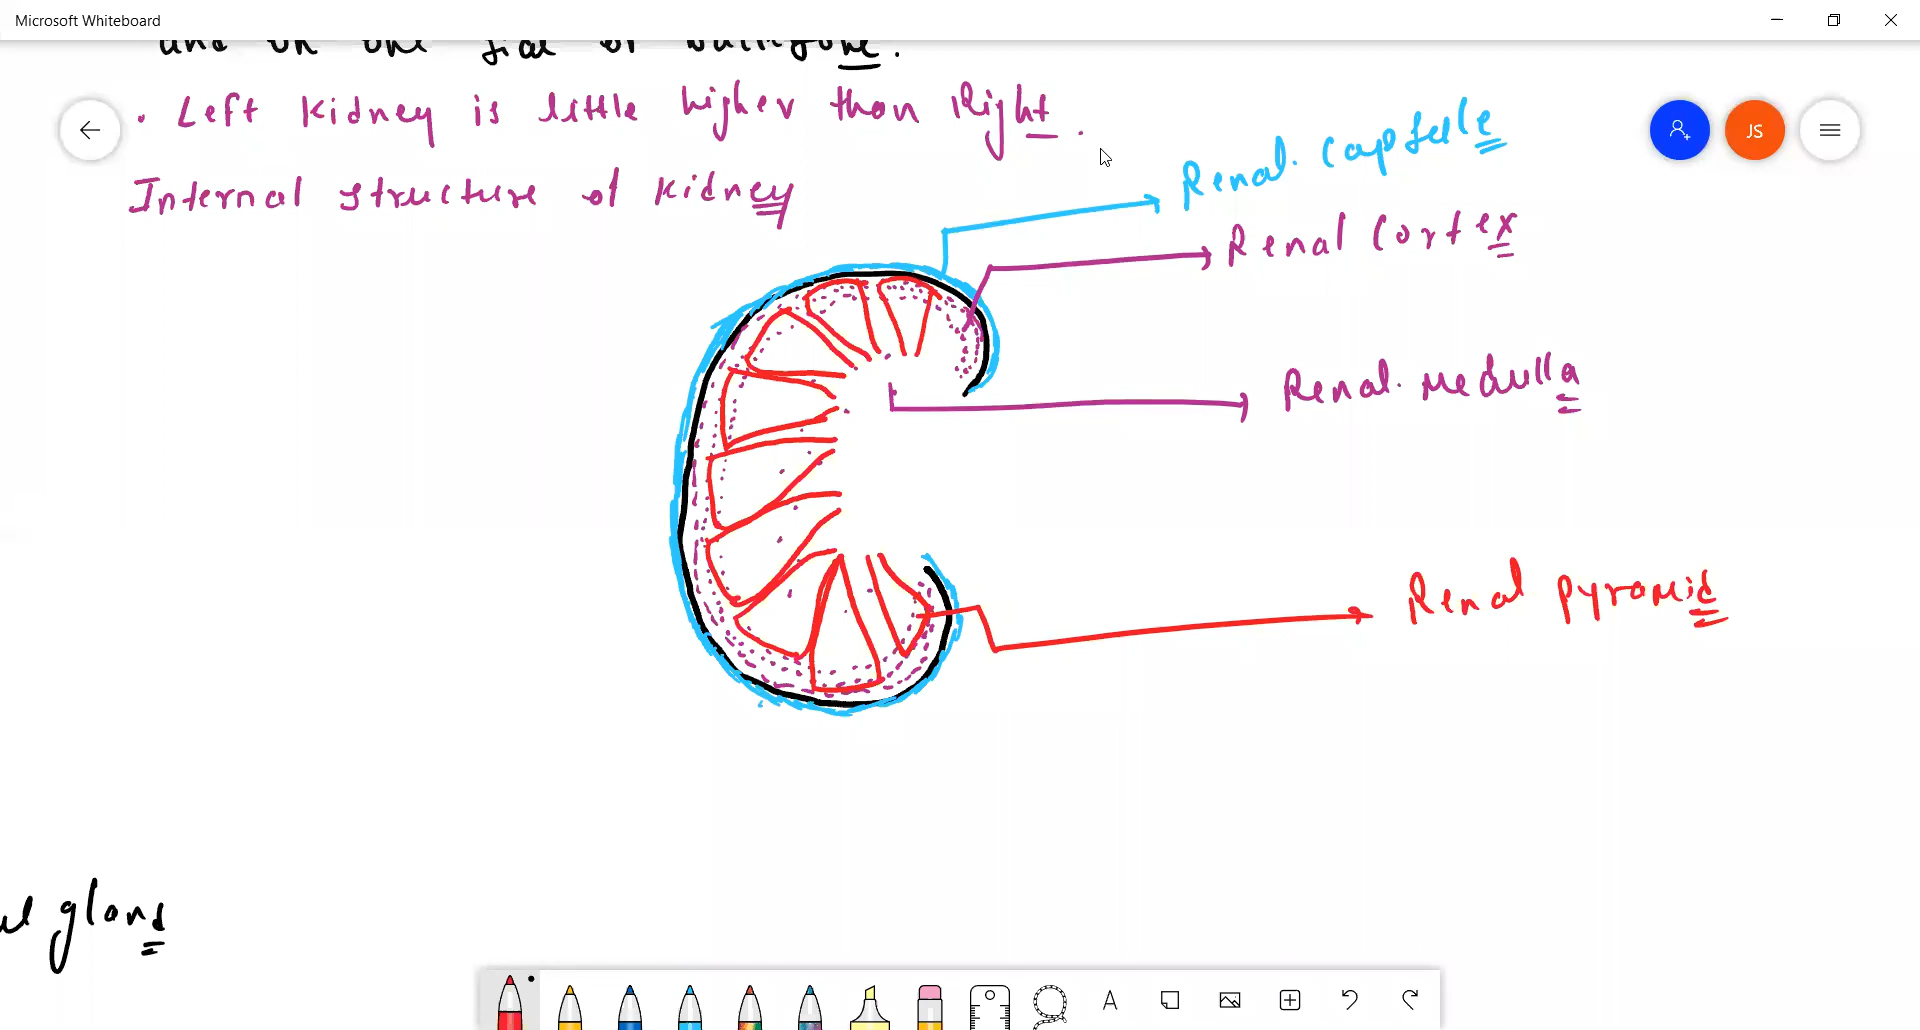 Microsoft Whiteboard
. Left kidney is little higher than Right .
JS
Internal structure of kidney
Renal. Capsule
Renal Cortex
Renal. medulla
Renal pyramid
gland
A